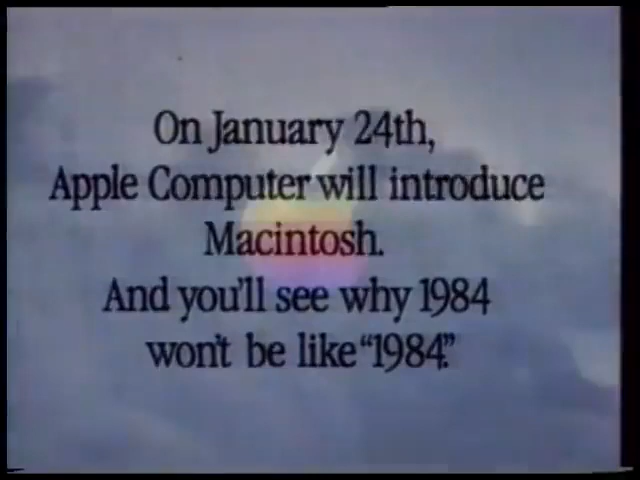 On January 24th,
Apple Computer will introduce
Macintosh.
And you'll see why 1984
won't be like “1984.”